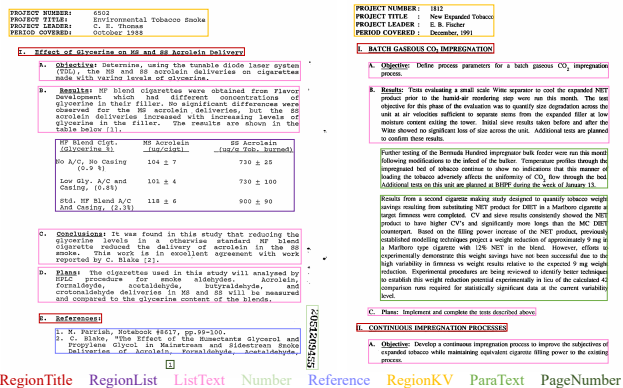 PROJECT NUMBER: 6502
PROJECT TITLE: Environmental Tobacco Smoke
PROJECT LEADER: C. H. Thomas
PERIOD COVERED: October 1988
I. Effect of Glycerine on MS and SS Acrolein Delivery
A. Objective: Determine, using the tunable diode laser system
(TDL), the MS and SS acrolein deliveries on cigarettes
made with varying levels of glycerine.
B. Results: MF blend cigarettes were obtained from Flavor
Development which had different concentrations of
glycerine in their filler. No significant differences were
observed for the MS acrolein deliveries, but the SS
acrolein deliveries increased with increasing levels of
glycerine in the filler. The results are shown in the
table below [1].
MF Blend Cigt. MS Acrolein SS Acrolein
(Glycerine %) (ug/cigt) (ug/g Tob. burned)
No A/C, No Casing 104 ± 7 730 ± 25
(0.9 %)
Low Gly. A/C and 101 ± 4 730 ± 100
Casing, (0.8%)
Std. MF Blend A/C 118 ± 6 900 ± 90
And Casing, (2.3%)
C. Conclusions: It was found in this study that reducing the
glycerine levels in a otherwise standard MF blend
cigarette reduced the delivery of acrolein in the SS
smoke. This work is in excellent agreement with work
reported by C. Blake [2].
D. Plans: The cigarettes used in this study will analysed by
HPLC procedure for smoke aldehydes. Acrolein,
formaldeyde, acetaldehyde, butyraldehyde, and
crotonaldehyde deliveries in MS and SS will be measured
and compared to the glycerine content of the blends.
E. References:
1. M. Parrish, Notebook #8617, pp.99-100.
2. C. Blake, "The Effect of the Humectants Glycerol and
Propylene Glycol in Mainstream and Sidestream Smoke
Deliveries of Acrolein, Formaldehyde, Acetaldehyde,
1
PROJECT NUMBER : 1812
PROJECT TITLE : New Expanded Tobacco
PROJECT LEADER : E. B. Fischer
PERIOD COVERED : December, 1991
I. BATCH GASEOUS CO2 IMPREGNATION
A. Objective: Define process parameters for a batch gaseous CO2 impregnation
process.
B. Results: Tests evaluating a small scale Witte separator to cool the expanded NET
product prior to the humid-air reordering step were run this month. The test
objective for this phase of the evaluation was to quantify size degradation across the
unit at air velocities sufficient to separate stems from the expanded filler at low
moisture content exiting the tower. Initial sieve results taken before and after the
Witte showed no significant loss of size across the unit. Additional tests are planned
to confirm these results.
Further testing of the Bermuda Hundred impregnator bulk feeder were run this month
following modifications to the infeed of the bulker. Temperature profiles through the
impregnated bed of tobacco continue to show no indications that this manner of
loading the tobacco adversely affects the uniformity of CO2 flow through the bed.
Additional tests on this unit are planned at BHPF during the week of January 13.
Results from a second cigarette making study designed to quantify tobacco weight
savings resulting from substituting NET product for DIET in a Marlboro cigarette at
target firmness were completed. CV and sieve results consistently showed the NET
product to have higher CV's and significantly more longs than the MC DIET
counterpart. Based on the filling power increase of the NET product, previously
established modelling techniques project a weight reduction of approximately 9 mg in
a Marlboro type cigarette with 12% NET in the blend. However, efforts to
experimentally demonstrate this weight savings have not been successful due to the
high variability in firmness vs weight results relative to the expected 9 mg weight
reduction. Experimental procedures are being reviewed to identify better techniques
to establish this weight reduction potential experimentally in lieu of the calculated 42
comparison runs required for statistically significant data at the current variability
level.
C. Plans: Implement and complete the tests described above.
II. CONTINUOUS IMPREGNATION PROCESSES
A. Objective: Develop a continuous impregnation process to improve the subjectives of
expanded tobacco while maintaining equivalent cigarette filling power to the existing
process.
RegionTitle RegionList ListText Number Reference RegionKV ParaText PageNumber